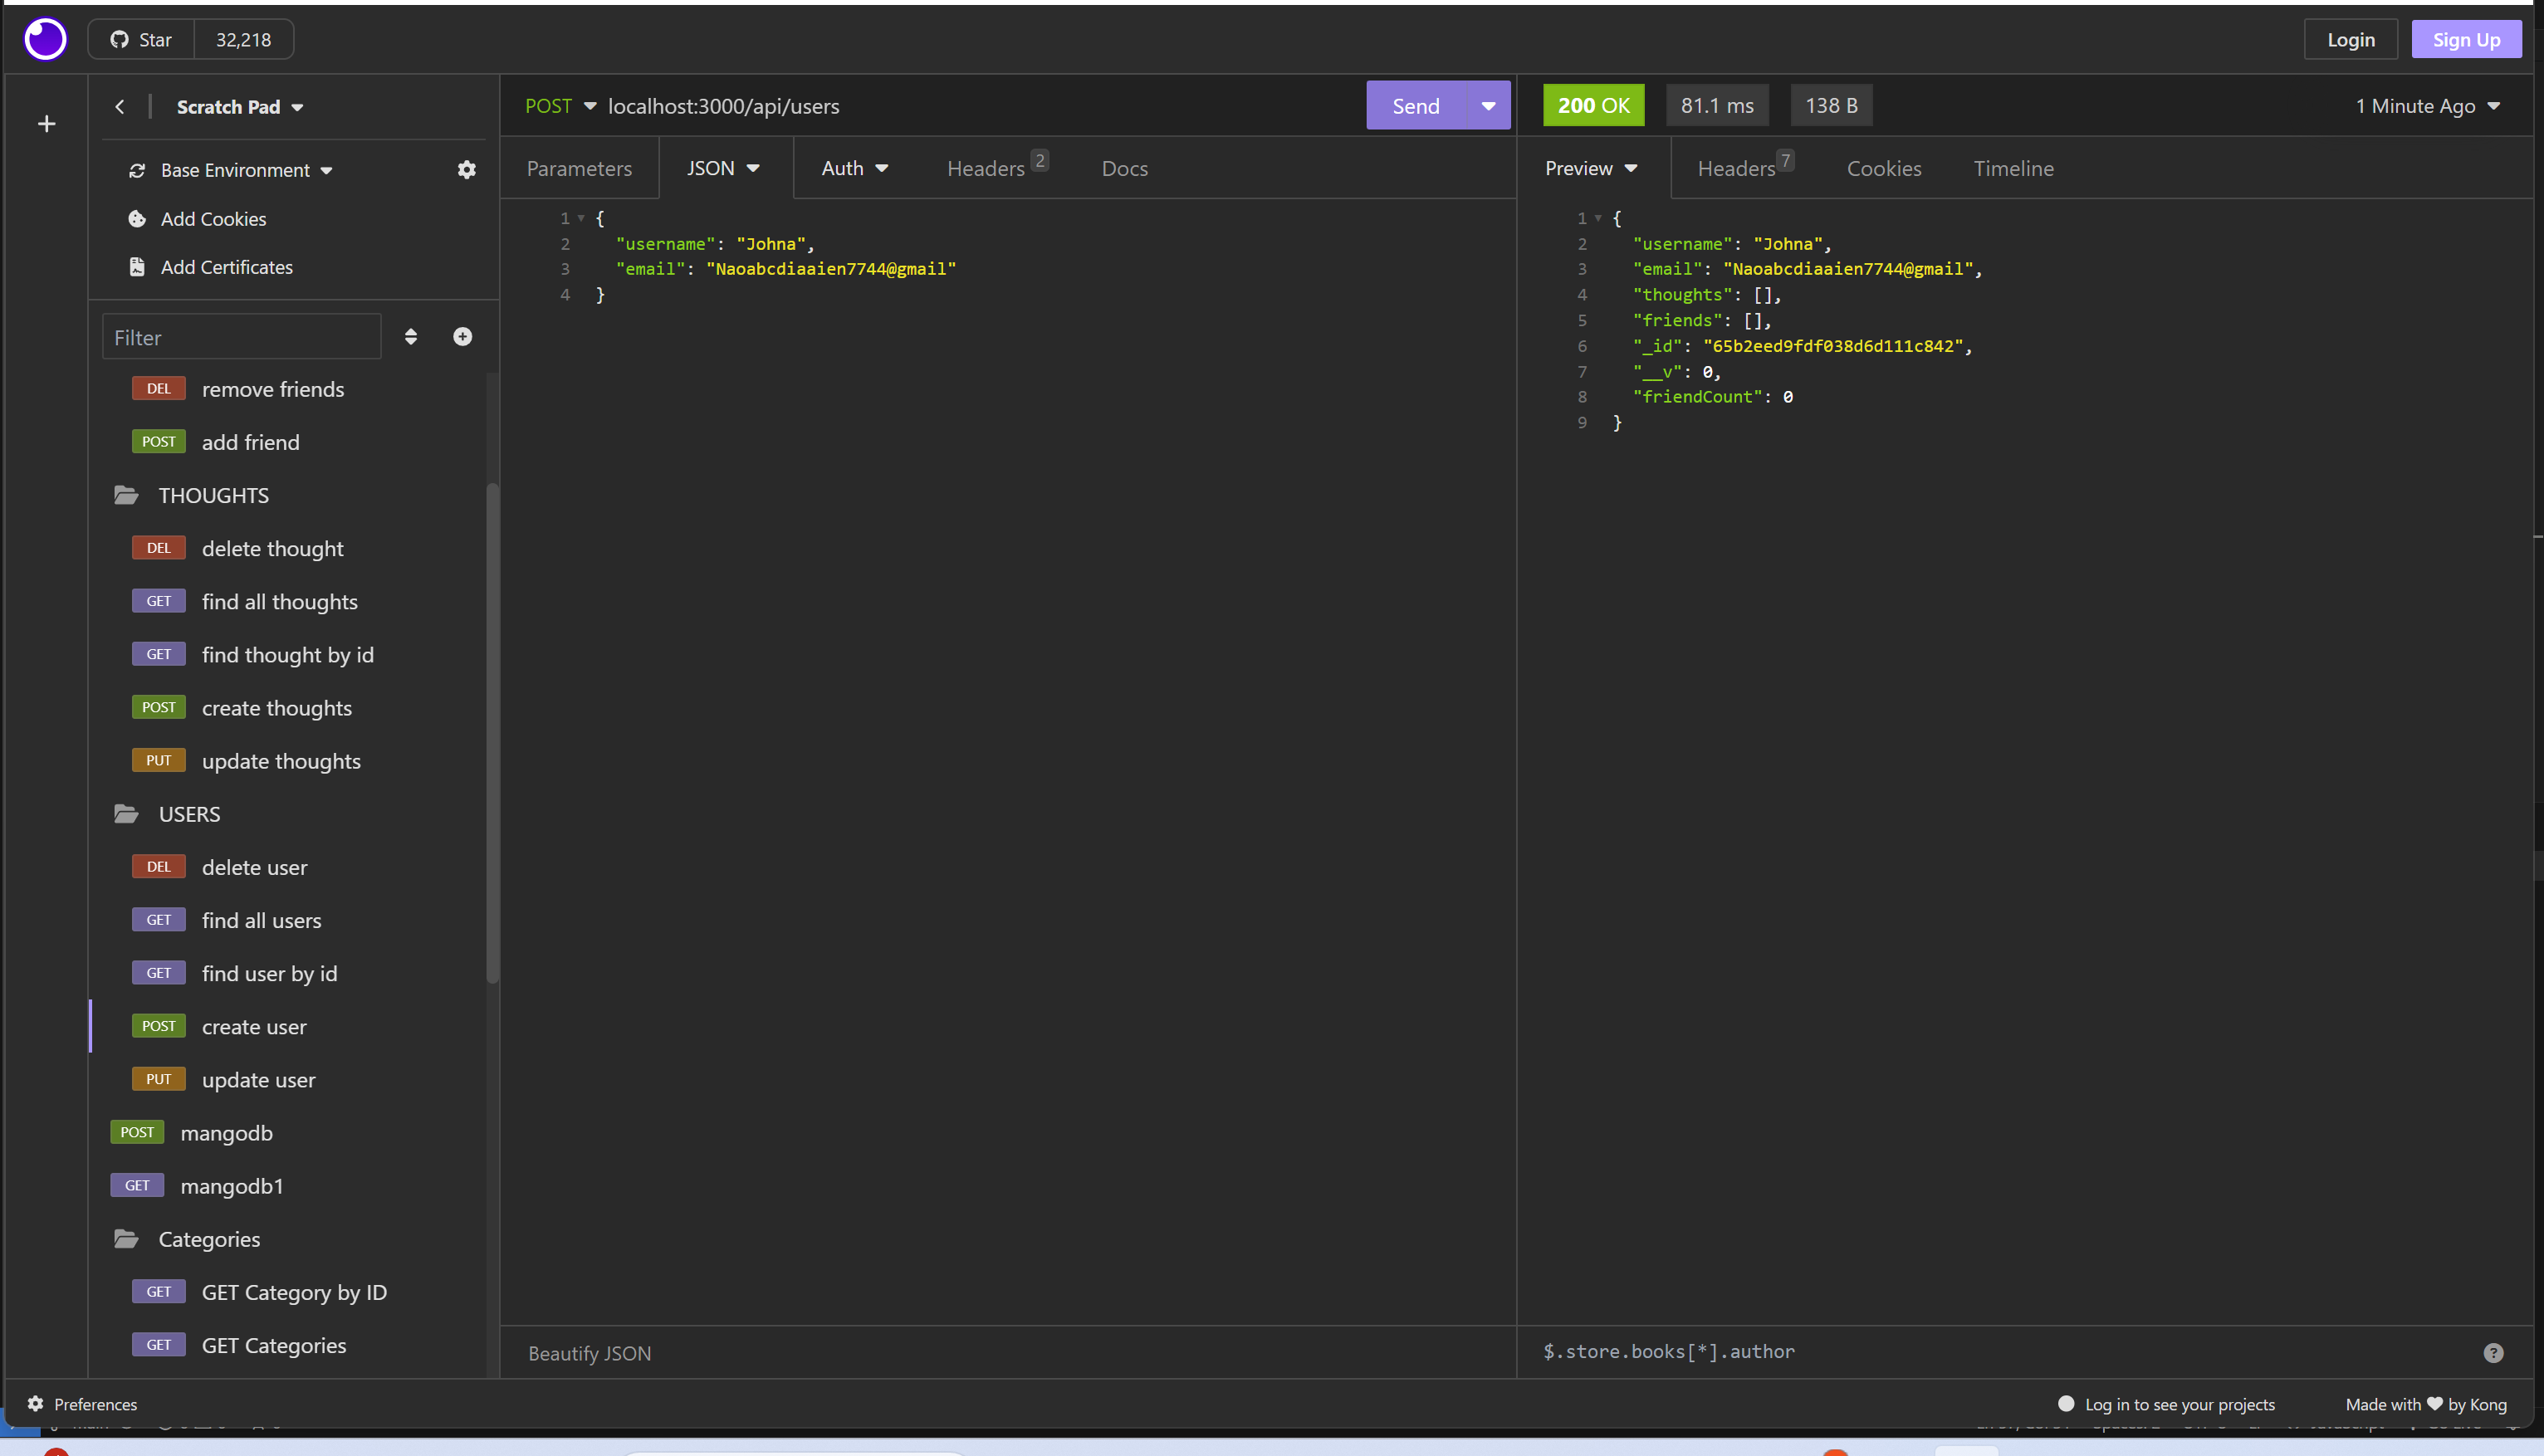 Star 32,218
Login Sign Up
Scratch Pad
Base Environment
Add Cookies
Add Certificates
Filter
DEL remove friends
POST add friend
THOUGHTS
DEL delete thought
GET find all thoughts
GET find thought by id
POST create thoughts
PUT update thoughts
USERS
DEL delete user
GET find all users
GET find user by id
POST create user
PUT update user
POST mangodb
GET mangodb1
Categories
GET GET Category by ID
GET GET Categories
POST localhost:3000/api/users Send
Parameters JSON Auth Headers 2 Docs
1 {
2 "username": "Johna",
3 "email": "Naoabcdiaaien7744@gmail"
4 }
Beautify JSON
200 OK 81.1 ms 138 B 1 Minute Ago
Preview Headers 7 Cookies Timeline
1 {
2 "username": "Johna",
3 "email": "Naoabcdiaaien7744@gmail",
4 "thoughts": [],
5 "friends": [],
6 "_id": "65b2eed9fdf038d6d111c842",
7 "__v": 0,
8 "friendCount": 0
9 }
$.store.books[*].author ?
Preferences Log in to see your projects Made with ❤ by Kong